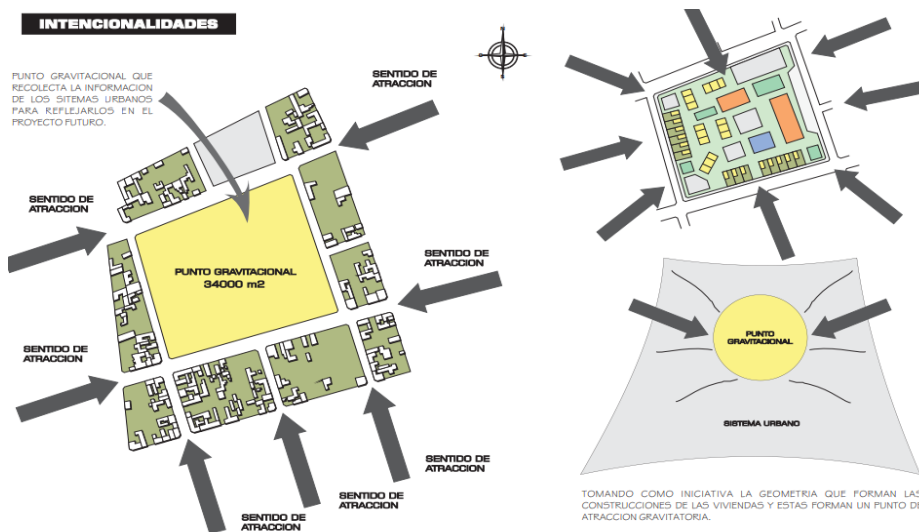 INTENCIONALIDADES
PUNTO GRAVITACIONAL QUE
RECOLECTA LA INFORMACION
DE LOS SITEMAS URBANOS
PARA REFLEJARLOS EN EL
PROYECTO FUTURO.
SENTIDO DE
ATRACCION
SENTIDO DE
ATRACCION
PUNTO GRAVITACIONAL
34000 m2
SENTIDO DE
ATRACCION
SENTIDO DE
ATRACCION
SENTIDO DE
ATRACCION
SENTIDO DE
ATRACCION
SENTIDO DE
ATRACCION
PUNTO
GRAVITACIONAL
SISTEMA URBANO
TOMANDO COMO INICIATIVA LA GEOMETRIA QUE FORMAN LAS
CONSTRUCCIONES DE LAS VIVIENDAS Y ESTAS FORMAN UN PUNTO DE
ATRACCION GRAVITATORIA.